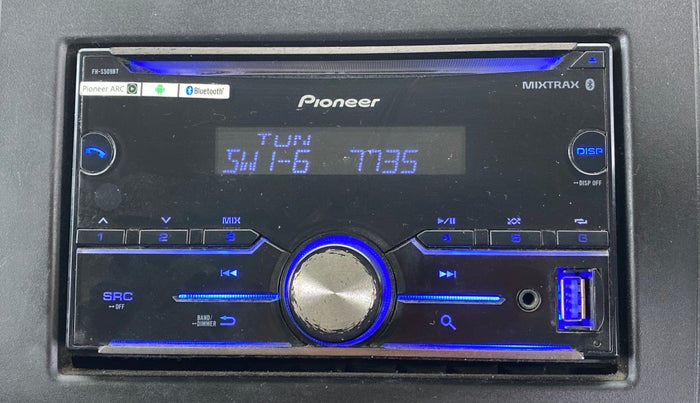 FH-S509BT
Pioneer ARC
Bluetooth
Pioneer
MIXTRAX
TUN
SW1-6 7735
DISP
DISP OFF
MIX
1 2 3 4 5 6
SRC
OFF
BAND/
DIMMER